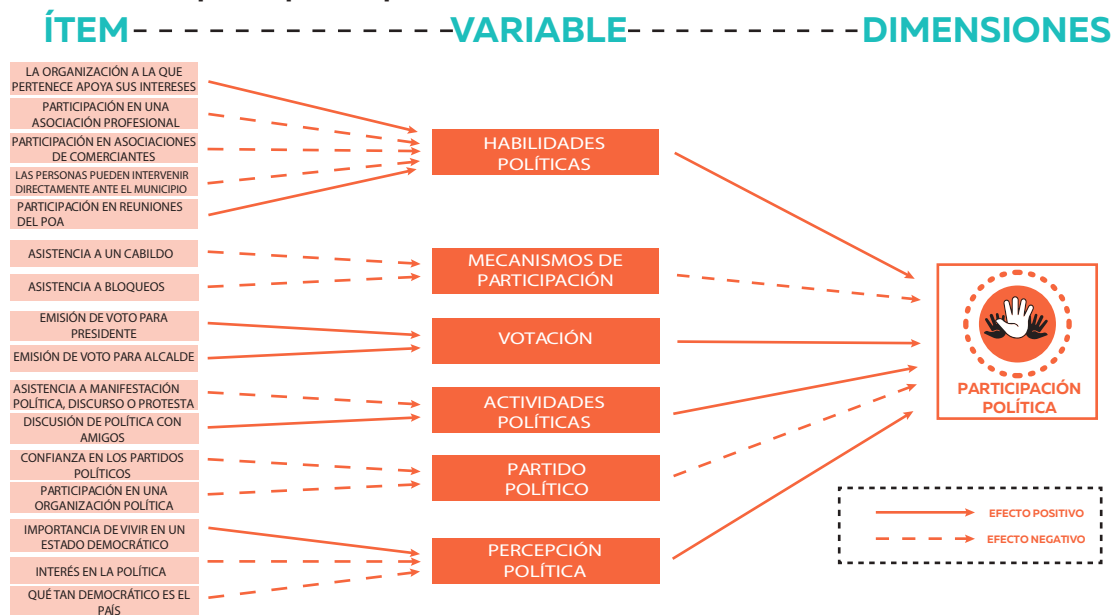 ÍTEM
VARIABLE
DIMENSIONES
LA ORGANIZACIÓN A LA QUE
PERTENECE APOYA SUS INTERESES
PARTICIPACIÓN EN UNA
ASOCIACIÓN PROFESIONAL
PARTICIPACIÓN EN ASOCIACIONES
DE COMERCIANTES
LAS PERSONAS PUEDEN INTERVENIR
DIRECTAMENTE ANTE EL MUNICIPIO
PARTICIPACIÓN EN REUNIONES
DEL POA
ASISTENCIA A UN CABILDO
ASISTENCIA A BLOQUEOS
EMISIÓN DE VOTO PARA
PRESIDENTE
EMISIÓN DE VOTO PARA ALCALDE
ASISTENCIA A MANIFESTACIÓN
POLÍTICA, DISCURSO O PROTESTA
DISCUSIÓN DE POLÍTICA CON
AMIGOS
CONFIANZA EN LOS PARTIDOS
POLÍTICOS
PARTICIPACIÓN EN UNA
ORGANIZACIÓN POLÍTICA
IMPORTANCIA DE VIVIR EN UN
ESTADO DEMOCRÁTICO
INTERÉS EN LA POLÍTICA
QUÉ TAN DEMOCRÁTICO ES EL
PAÍS
HABILIDADES
POLÍTICAS
MECANISMOS DE
PARTICIPACIÓN
VOTACIÓN
ACTIVIDADES
POLÍTICAS
PARTIDO
POLÍTICO
PERCEPCIÓN
POLÍTICA
PARTICIPACIÓN
POLÍTICA
EFECTO POSITIVO
EFECTO NEGATIVO